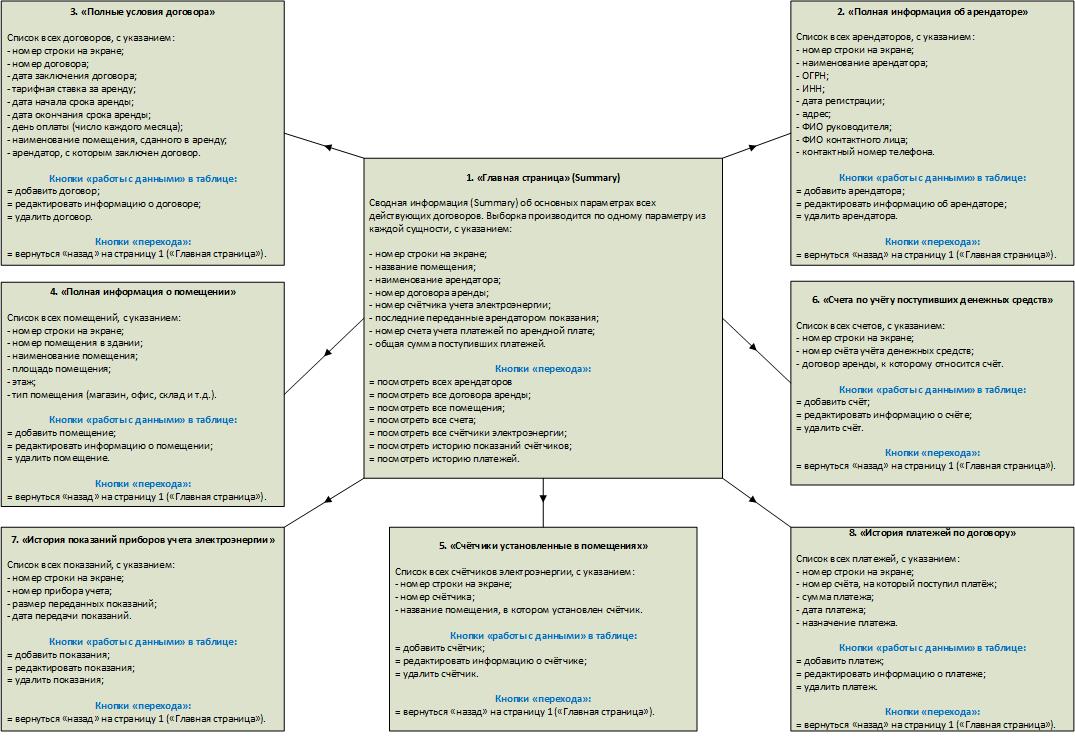 3. «Полные условия договора»
Список всех договоров, с указанием:
- номер строки на экране;
- номер договора;
- дата заключения договора;
- тарифная ставка за аренду;
- дата начала срока аренды;
- дата окончания срока аренды;
- день оплаты (число каждого месяца);
- наименование помещения, сданного в аренду;
- арендатор, с которым заключен договор.
Кнопки «работы с данными» в таблице:
= добавить договор;
= редактировать информацию о договоре;
= удалить договор.
Кнопки «перехода»:
= вернуться «назад» на страницу 1 («Главная страница»).
2. «Полная информация об арендаторе»
Список всех арендаторов, с указанием:
- номер строки на экране;
- наименование арендатора;
- ОГРН;
- ИНН;
- дата регистрации;
- адрес;
- ФИО руководителя;
- ФИО контактного лица;
- контактный номер телефона.
Кнопки «работы с данными» в таблице:
= добавить арендатора;
= редактировать информацию об арендаторе;
= удалить арендатора.
Кнопки «перехода»:
= вернуться «назад» на страницу 1 («Главная страница»).
1. «Главная страница» (Summary)
Сводная информация (Summary) об основных параметрах всех
действующих договоров. Выборка производится по одному параметру из
каждой сущности, с указанием:
- номер строки на экране;
- название помещения;
- наименование арендатора;
- номер договора аренды;
- номер счётчика учета электроэнергии;
- последние переданные арендатором показания;
- номер счета учета платежей по арендной плате;
- общая сумма поступивших платежей.
Кнопки «перехода»:
= посмотреть всех арендаторов
= посмотреть все договора аренды;
= посмотреть все помещения;
= посмотреть все счета;
= посмотреть все счётчики электроэнергии;
= посмотреть историю показаний счётчиков;
= посмотреть историю платежей.
4. «Полная информация о помещении»
Список всех помещений, с указанием:
- номер строки на экране;
- номер помещения в здании;
- наименование помещения;
- площадь помещения;
- этаж;
- тип помещения (магазин, офис, склад и т.д.).
Кнопки «работы с данными» в таблице:
= добавить помещение;
= редактировать информацию о помещении;
= удалить помещение.
Кнопки «перехода»:
= вернуться «назад» на страницу 1 («Главная страница»).
6. «Счета по учёту поступивших денежных средств»
Список всех счетов, с указанием:
- номер строки на экране;
- номер счёта учёта денежных средств;
- договор аренды, к которому относится счёт.
Кнопки «работы с данными» в таблице:
= добавить счёт;
= редактировать информацию о счёте;
= удалить счёт.
Кнопки «перехода»:
= вернуться «назад» на страницу 1 («Главная страница»).
7. «История показаний приборов учета электроэнергии»
Список всех показаний, с указанием:
- номер строки на экране;
- номер прибора учета;
- размер переданных показаний;
- дата передачи показаний.
Кнопки «работы с данными» в таблице:
= добавить показания;
= редактировать показания;
= удалить показания;
Кнопки «перехода»:
= вернуться «назад» на страницу 1 («Главная страница»).
5. «Счётчики установленные в помещениях»
Список всех счётчиков электроэнергии, с указанием:
- номер строки на экране;
- номер счётчика;
- название помещения, в котором установлен счётчик.
Кнопки «работы с данными» в таблице:
= добавить счётчик;
= редактировать информацию о счётчике;
= удалить счётчик.
Кнопки «перехода»:
= вернуться «назад» на страницу 1 («Главная страница»).
8. «История платежей по договору»
Список всех платежей, с указанием:
- номер строки на экране;
- номер счёта, на который поступил платёж;
- сумма платежа;
- дата платежа;
- назначение платежа.
Кнопки «работы с данными» в таблице:
= добавить платеж;
= редактировать информацию о платеже;
= удалить платеж.
Кнопки «перехода»:
= вернуться «назад» на страницу 1 («Главная страница»).